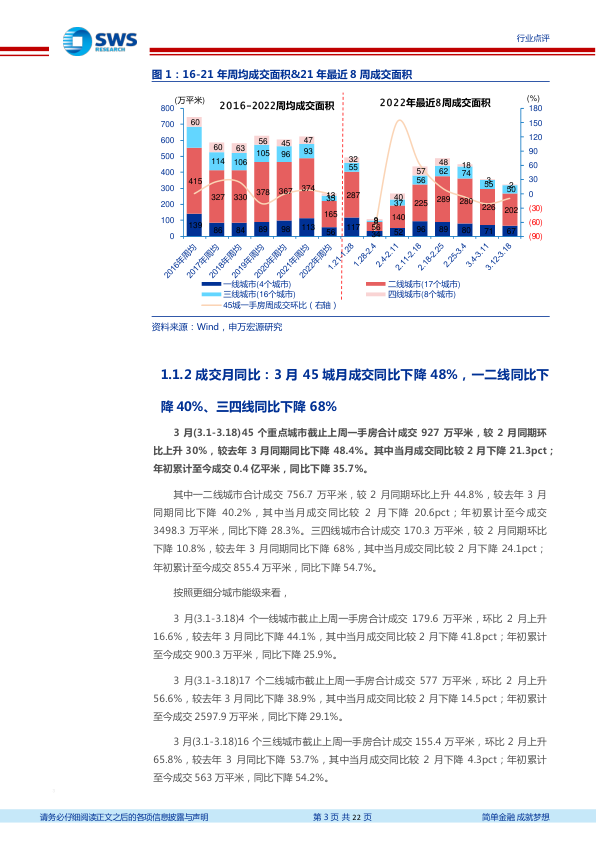 SWS
RESEARCH
行业点评
图 1：16-21 年周均成交面积&21 年最近 8 周成交面积
(万平米)
(%)
2016-2022周均成交面积
2022年最近8周成交面积
800
700
600
500
400
300
200
100
0
180
150
120
90
60
30
0
(30)
(60)
(90)
60
415
139
60
114
327
86
63
106
330
84
56
105
378
89
45
96
367
98
47
93
374
113
13
165
56
32
55
287
117
56
40
37
140
52
57
56
225
96
48
62
289
89
18
74
280
80
3
55
226
71
50
202
67
2016年周均
2017年周均
2018年周均
2019年周均
2020年周均
2021年周均
2022年周均
1.21-1.28
1.28-2.4
2.4-2.11
2.11-2.18
2.18-2.25
2.25-3.4
3.4-3.11
3.12-3.18
一线城市(4个城市)
二线城市(17个城市)
三线城市(16个城市)
四线城市(8个城市)
45城一手房周成交环比（右轴）
资料来源：Wind，申万宏源研究
1.1.2 成交月同比：3 月 45 城月成交同比下降 48%，一二线同比下
降 40%、三四线同比下降 68%
3 月(3.1-3.18)45 个重点城市截止上周一手房合计成交 927 万平米，较 2 月同期环
比上升 30%，较去年 3 月同期同比下降 48.4%。其中当月成交同比较 2 月下降 21.3pct；
年初累计至今成交 0.4 亿平米，同比下降 35.7%。
其中一二线城市合计成交 756.7 万平米，较 2 月同期环比上升 44.8%，较去年 3 月
同期同比下降 40.2%，其中当月成交同比较 2 月下降 20.6pct；年初累计至今成交
3498.3 万平米，同比下降 28.3%。三四线城市合计成交 170.3 万平米，较 2 月同期环比
下降 10.8%，较去年 3 月同期同比下降 68%，其中当月成交同比较 2 月下降 24.1pct；
年初累计至今成交 855.4 万平米，同比下降 54.7%。
按照更细分城市能级来看，
3 月(3.1-3.18)4 个一线城市截止上周一手房合计成交 179.6 万平米，环比 2 月上升
16.6%，较去年 3 月同比下降 44.1%，其中当月成交同比较 2 月下降 41.8pct；年初累计
至今成交 900.3 万平米，同比下降 25.9%。
3 月(3.1-3.18)17 个二线城市截止上周一手房合计成交 577 万平米，环比 2 月上升
56.6%，较去年 3 月同比下降 38.9%，其中当月成交同比较 2 月下降 14.5pct；年初累计
至今成交 2597.9 万平米，同比下降 29.1%。
3 月(3.1-3.18)16 个三线城市截止上周一手房合计成交 155.4 万平米，环比 2 月上升
65.8%，较去年 3 月同比下降 53.7%，其中当月成交同比较 2 月下降 4.3pct；年初累计
至今成交 563 万平米，同比下降 54.2%。
请务必仔细阅读正文之后的各项信息披露与声明
第 3 页 共 22 页
简单金融 成就梦想